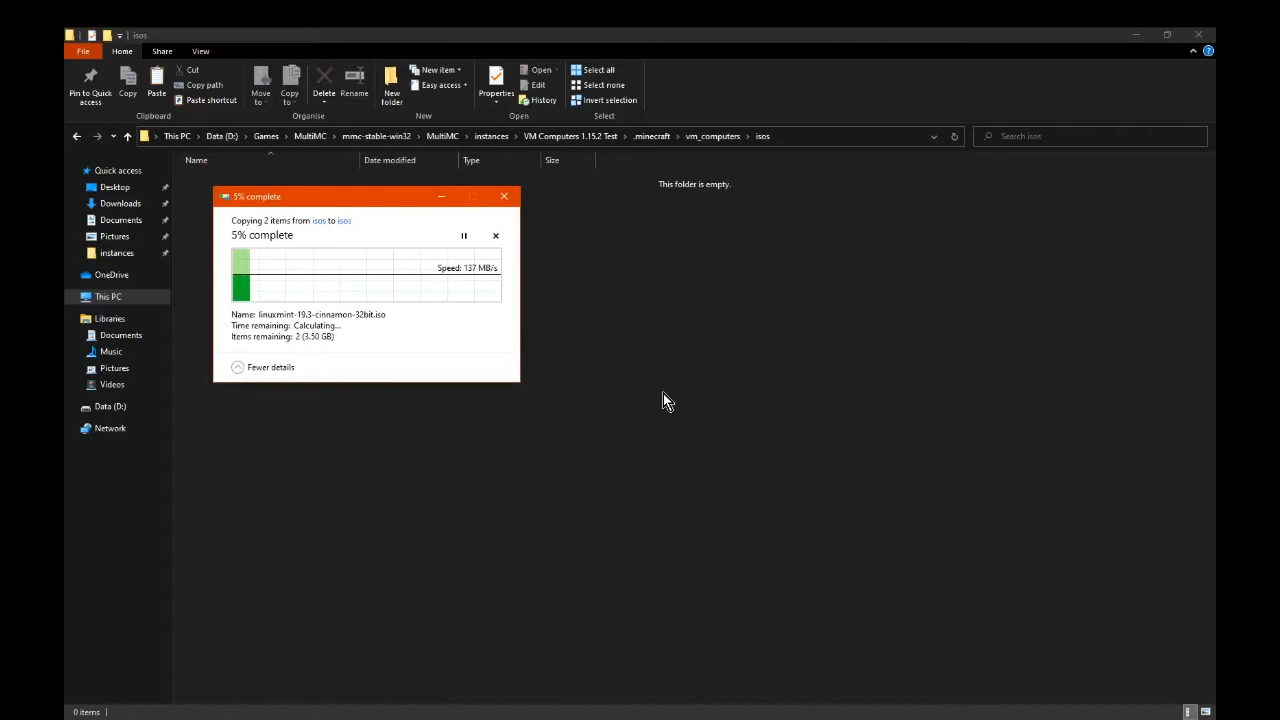 isos
File Home Share View
Pin to Quick access
Copy
Paste
Cut
Copy path
Paste shortcut
Clipboard
Move to
Copy to
Delete
Rename
Organise
New folder
New item
Easy access
New
Properties
Open
Edit
History
Open
Select all
Select none
Invert selection
Select
This PC Data (D:) Games MultiMC mmc-stable-win32 MultiMC instances VM Computers 1.15.2 Test .minecraft vm_computers isos
Search isos
Name Date modified Type Size
This folder is empty.
Quick access
Desktop
Downloads
Documents
Pictures
instances
OneDrive
This PC
Libraries
Documents
Music
Pictures
Videos
Data (D:)
Network
5% complete
Copying 2 items from isos to isos
5% complete
Speed: 137 MB/s
Name: linuxmint-19.3-cinnamon-32bit.iso
Time remaining: Calculating...
Items remaining: 2 (3.50 GB)
Fewer details
0 items